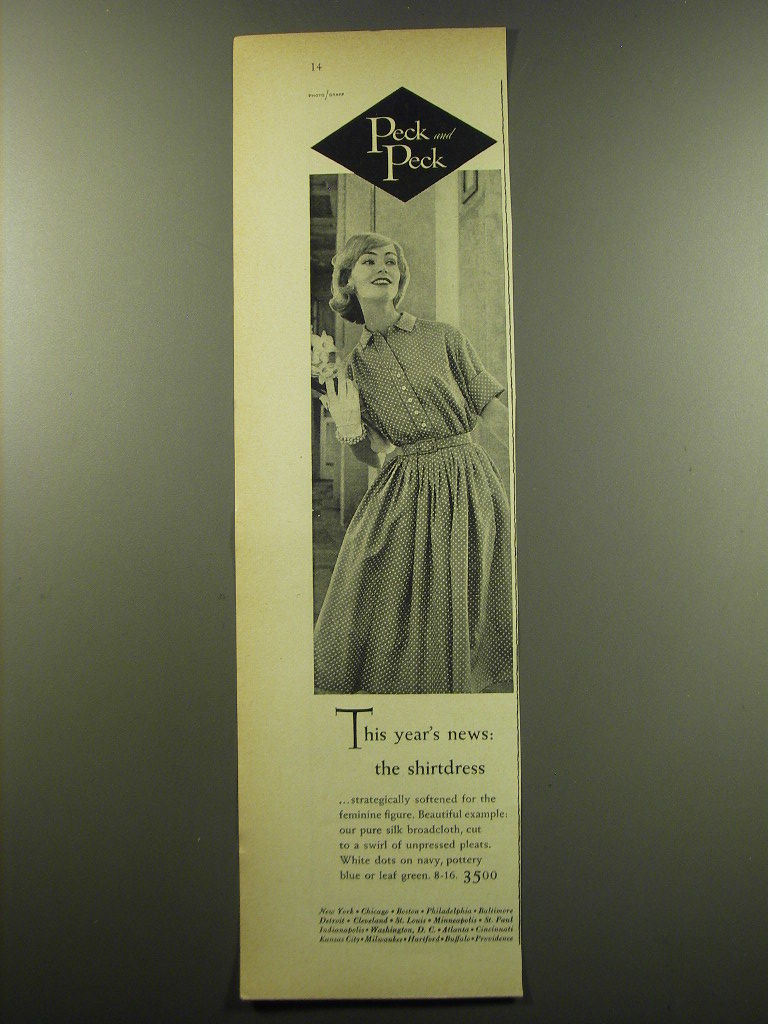 14
PHOTO/GRAFF
Peck and
Peck
This year's news:
the shirtdress
...strategically softened for the
feminine figure. Beautiful example:
our pure silk broadcloth, cut
to a swirl of unpressed pleats.
White dots on navy, pottery
blue or leaf green. 8-16. 3500
New York • Chicago • Boston • Philadelphia • Baltimore
Detroit • Cleveland • St. Louis • Minneapolis • St. Paul
Indianapolis • Washington, D. C. • Atlanta • Cincinnati
Kansas City • Milwaukee • Hartford • Buffalo • Providence